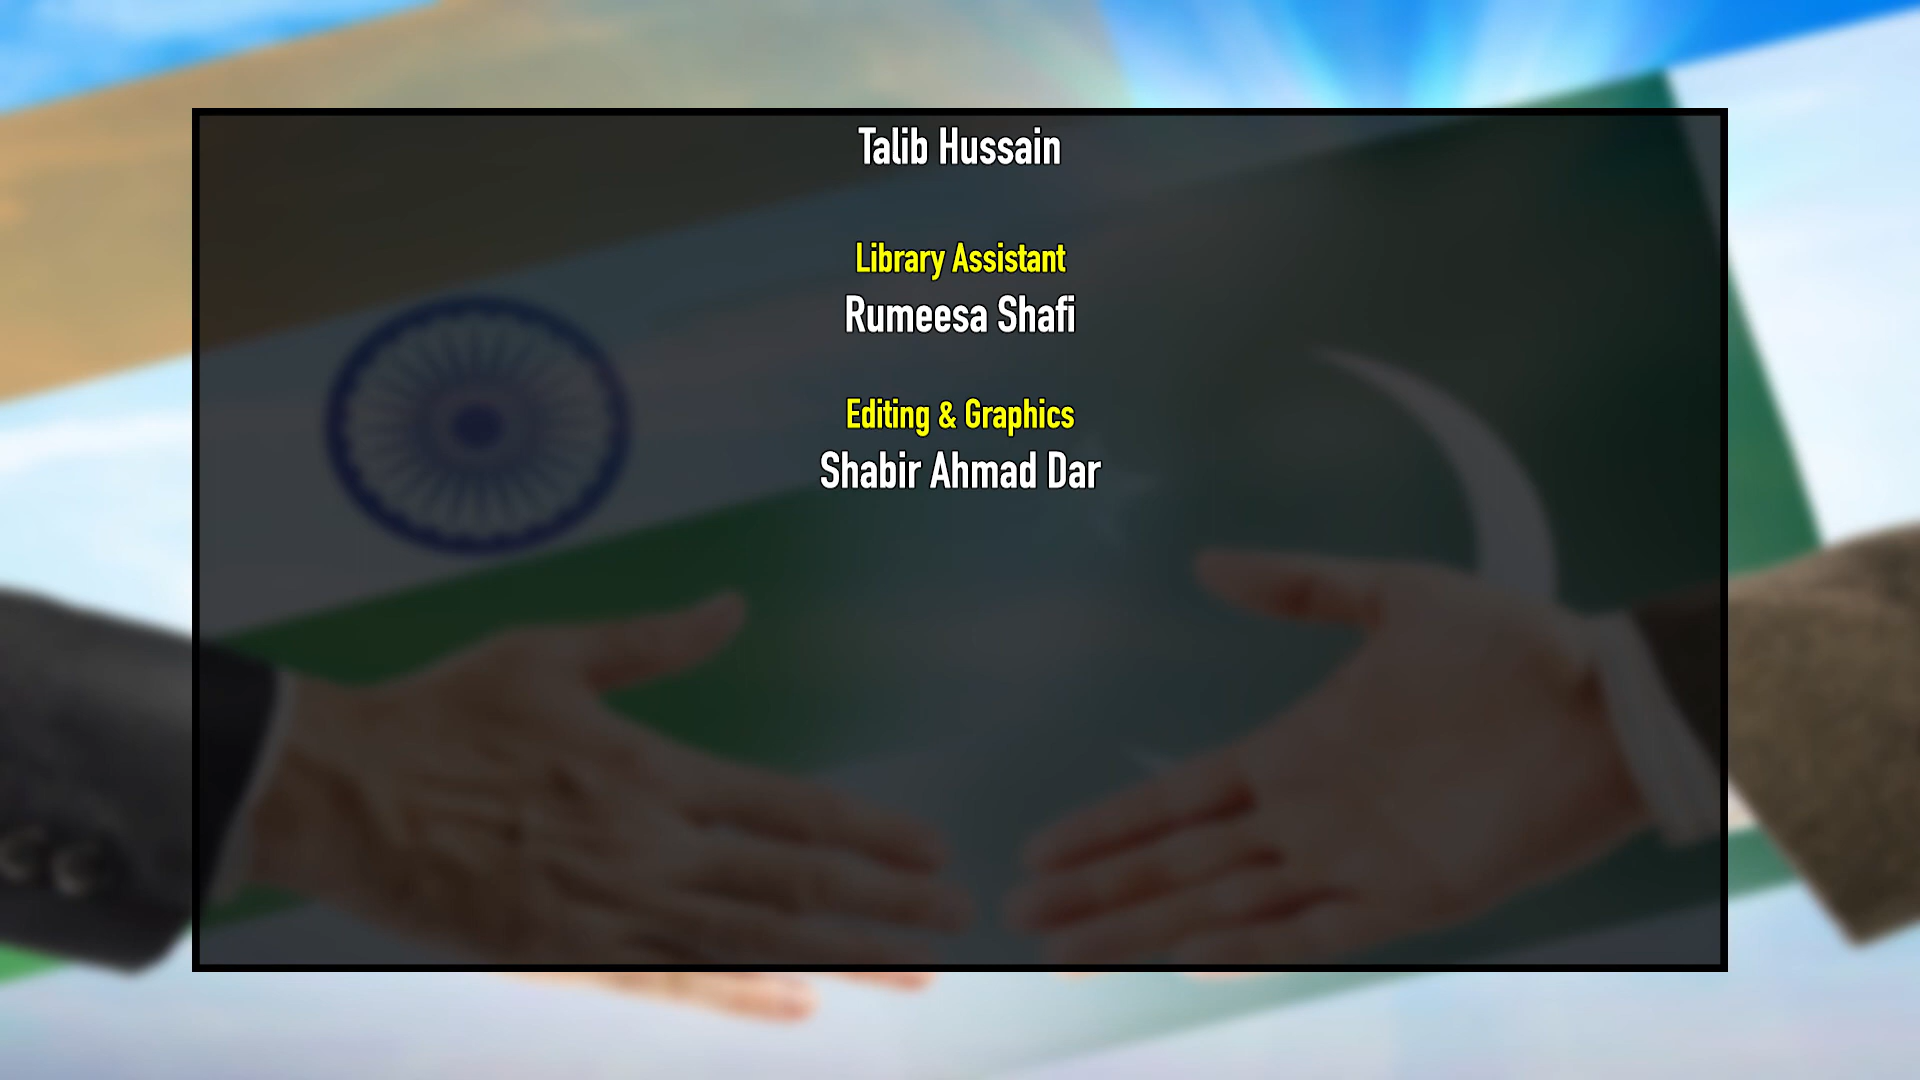 Talib Hussain
Library Assistant
Rumeesa Shafi
Editing & Graphics
Shabir Ahmad Dar